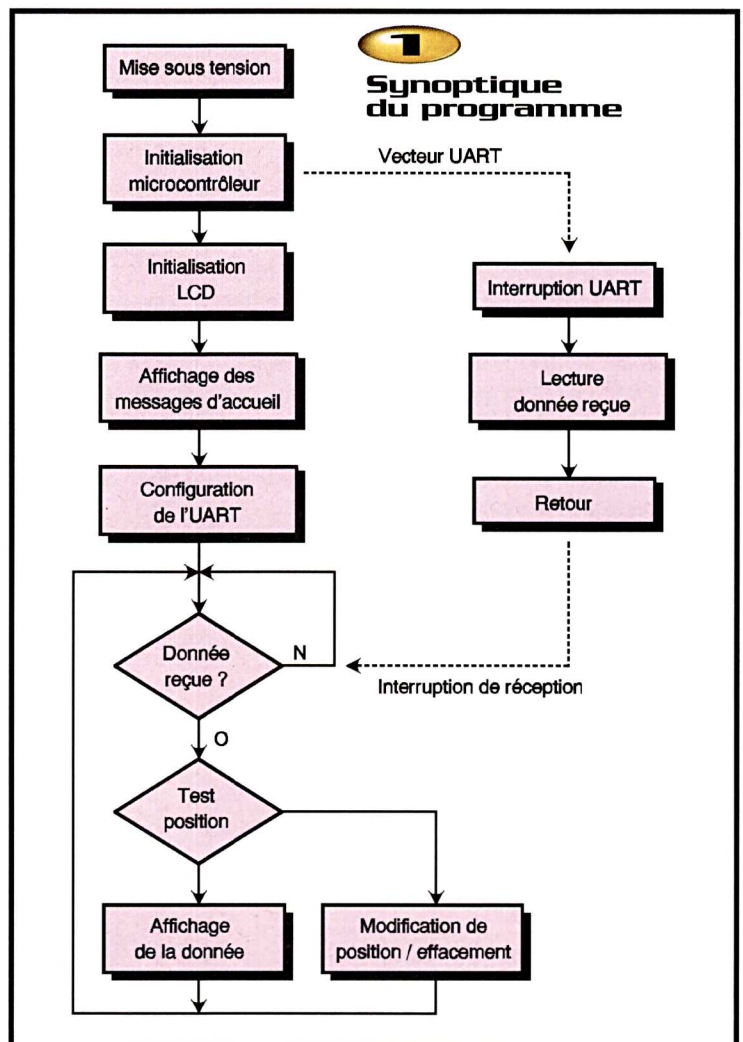 1
Synoptique
du programme
Mise sous tension
Initialisation
microcontrôleur
Vecteur UART
Initialisation
LCD
Interruption UART
Affichage des
messages d'accueil
Lecture
donnée reçue
Configuration
de l'UART
Retour
Donnée
reçue ?
N
Interruption de réception
O
Test
position
Affichage
de la donnée
Modification de
position / effacement